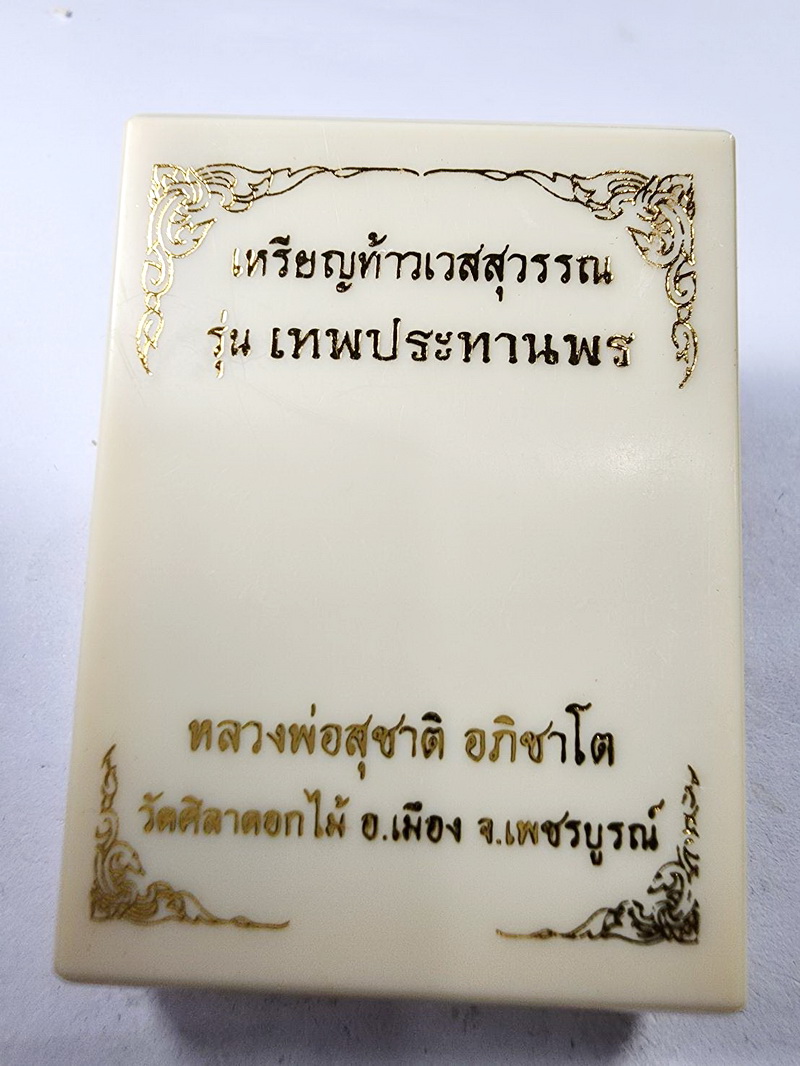 เหรียญท้าวเวสสุวรรณ
รุ่น เทพประทานพร
หลวงพ่อสุชาติ อภิชาโต
วัดศิลาดอกไม้ อ.เมือง จ.เพชรบูรณ์